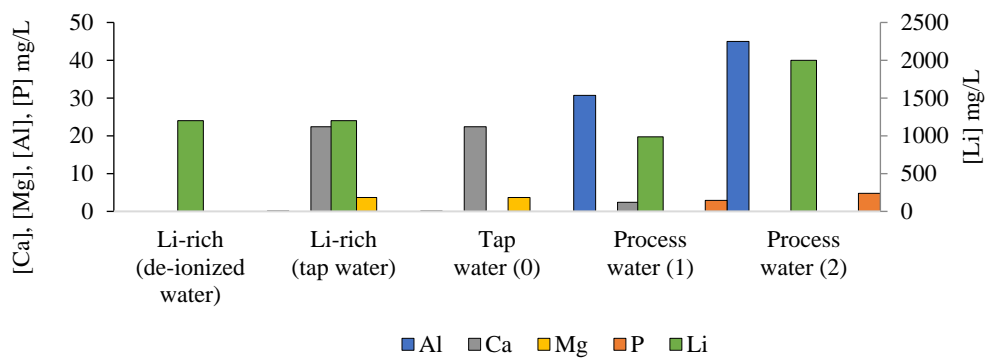 [Ca], [Mg], [Al], [P] mg/L
50
40
30
20
10
0
2500
2000
1500
1000
500
0
[Li] mg/L
Li-rich
(de-ionized
water)
Li-rich
(tap water)
Tap
water (0)
Process
water (1)
Process
water (2)
Al Ca Mg P Li